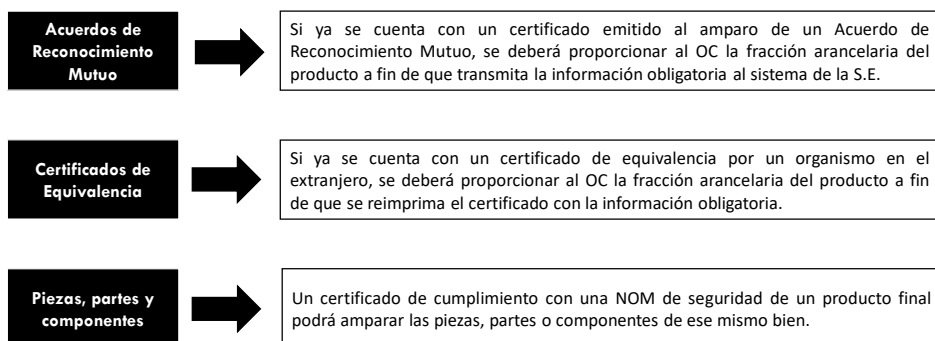 Acuerdos de
Reconocimiento
Mutuo
Si ya se cuenta con un certificado emitido al amparo de un Acuerdo de
Reconocimiento Mutuo, se deberá proporcionar al OC la fracción arancelaria del
producto a fin de que transmita la información obligatoria al sistema de la S.E.
Certificados de
Equivalencia
Si ya se cuenta con un certificado de equivalencia por un organismo en el
extranjero, se deberá proporcionar al OC la fracción arancelaria del producto a fin
de que se reimprima el certificado con la información obligatoria.
Piezas, partes y
componentes
Un certificado de cumplimiento con una NOM de seguridad de un producto final
podrá amparar las piezas, partes o componentes de ese mismo bien.